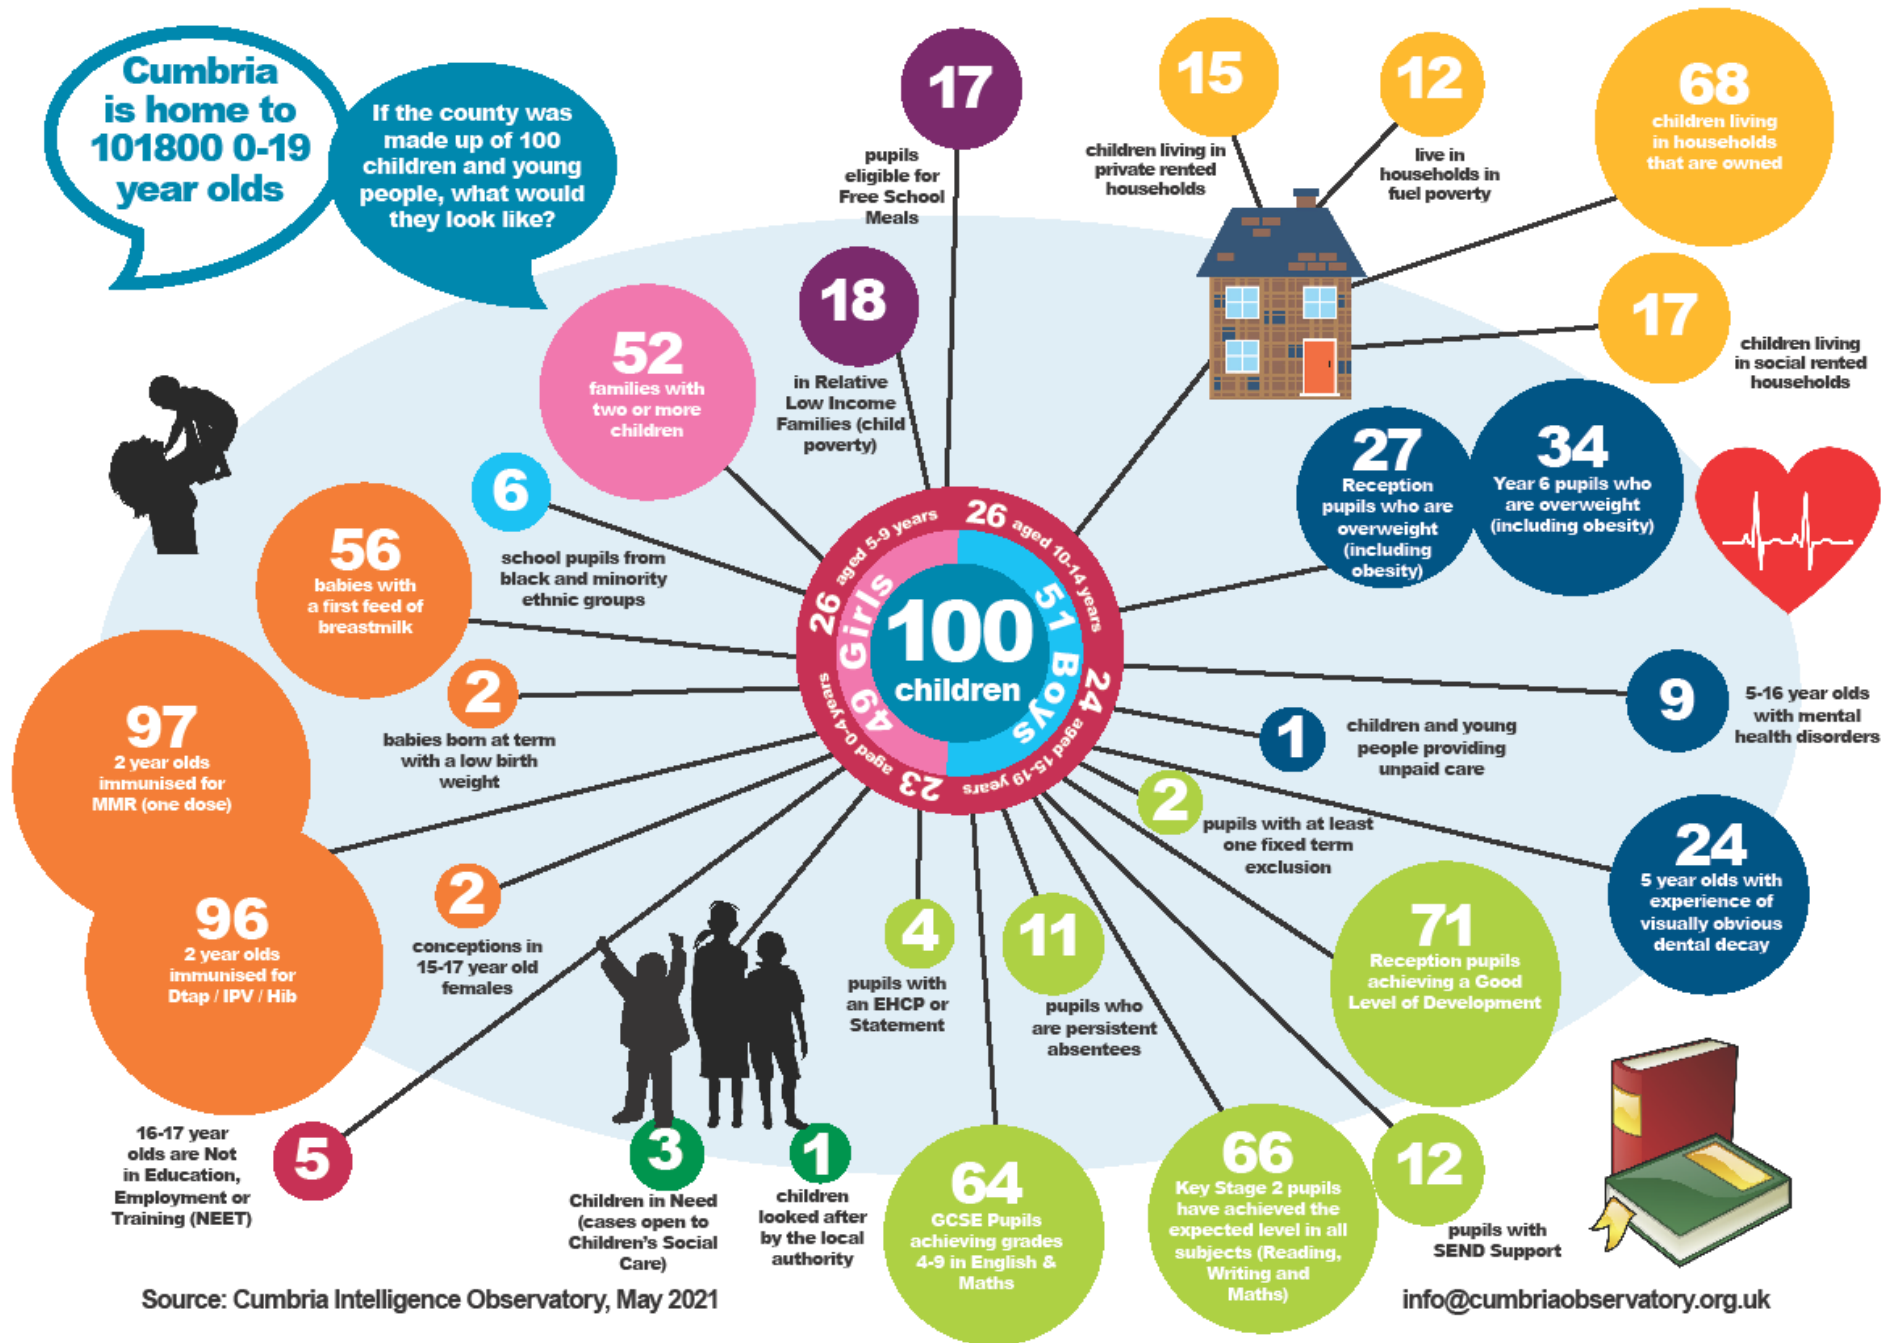 Cumbria
is home to
101800 0-19
year olds
If the county was
made up of 100
children and young
people, what would
they look like?
17
pupils
eligible for
Free School
Meals
15
children living in
private rented
households
12
live in
households in
fuel poverty
68
children living
in households
that are owned
17
children living
in social rented
households
18
in Relative
Low Income
Families (child
poverty)
52
families with
two or more
children
6
school pupils from
black and minority
ethnic groups
56
babies with
a first feed of
breastmilk
2
babies born at term
with a low birth
weight
97
2 year olds
immunised for
MMR (one dose)
96
2 year olds
immunised for
Dtap / IPV / Hib
2
conceptions in
15-17 year old
females
100
children
49 Girls
51 Boys
26 aged 5-9 years
26 aged 10-14 years
24 aged 15-19 years
23 aged 0-4 years
27
Reception
pupils who are
overweight
(including
obesity)
34
Year 6 pupils who
are overweight
(including obesity)
9
5-16 year olds
with mental
health disorders
1
children and young
people providing
unpaid care
24
5 year olds with
experience of
visually obvious
dental decay
2
pupils with at least
one fixed term
exclusion
71
Reception pupils
achieving a Good
Level of Development
4
pupils with
an EHCP or
Statement
11
pupils who
are persistent
absentees
5
16-17 year
olds are Not
in Education,
Employment or
Training (NEET)
3
Children in Need
(cases open to
Children's Social
Care)
1
children
looked after
by the local
authority
64
GCSE Pupils
achieving grades
4-9 in English &
Maths
66
Key Stage 2 pupils
have achieved the
expected level in all
subjects (Reading,
Writing and
Maths)
12
pupils with
SEND Support
Source: Cumbria Intelligence Observatory, May 2021
info@cumbriaobservatory.org.uk